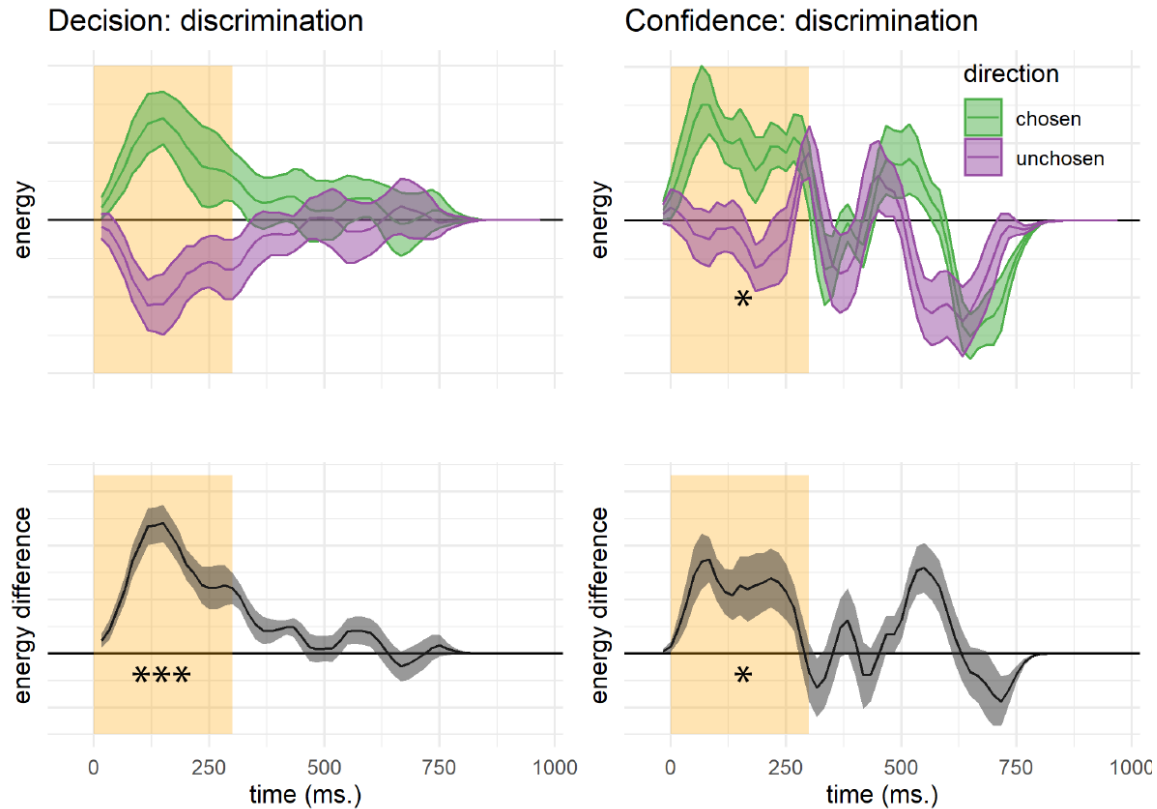 Decision: discrimination
Confidence: discrimination
energy
energy
direction
chosen
unchosen
*
energy difference
energy difference
***
*
0 250 500 750 1000
0 250 500 750 1000
time (ms.)
time (ms.)